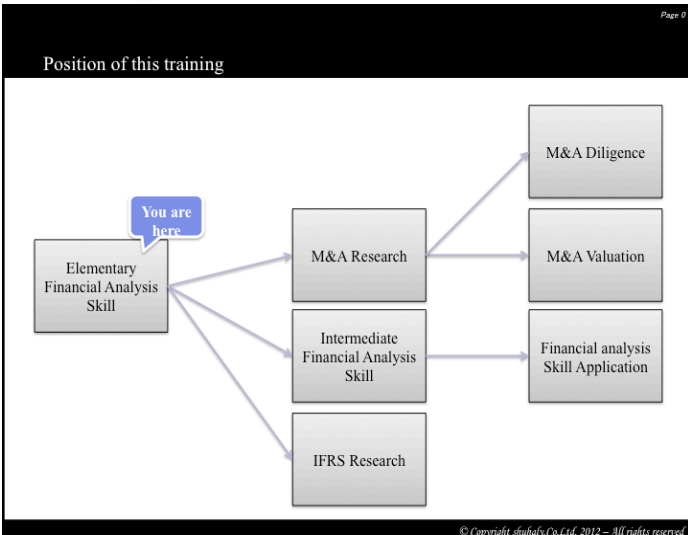 Page 0
Position of this training
M&A Diligence
You are
here
Elementary
Financial Analysis
Skill
M&A Research
M&A Valuation
Intermediate
Financial Analysis
Skill
Financial analysis
Skill Application
IFRS Research
© Copyright shuhaly.Co.Ltd. 2012 – All rights reserved